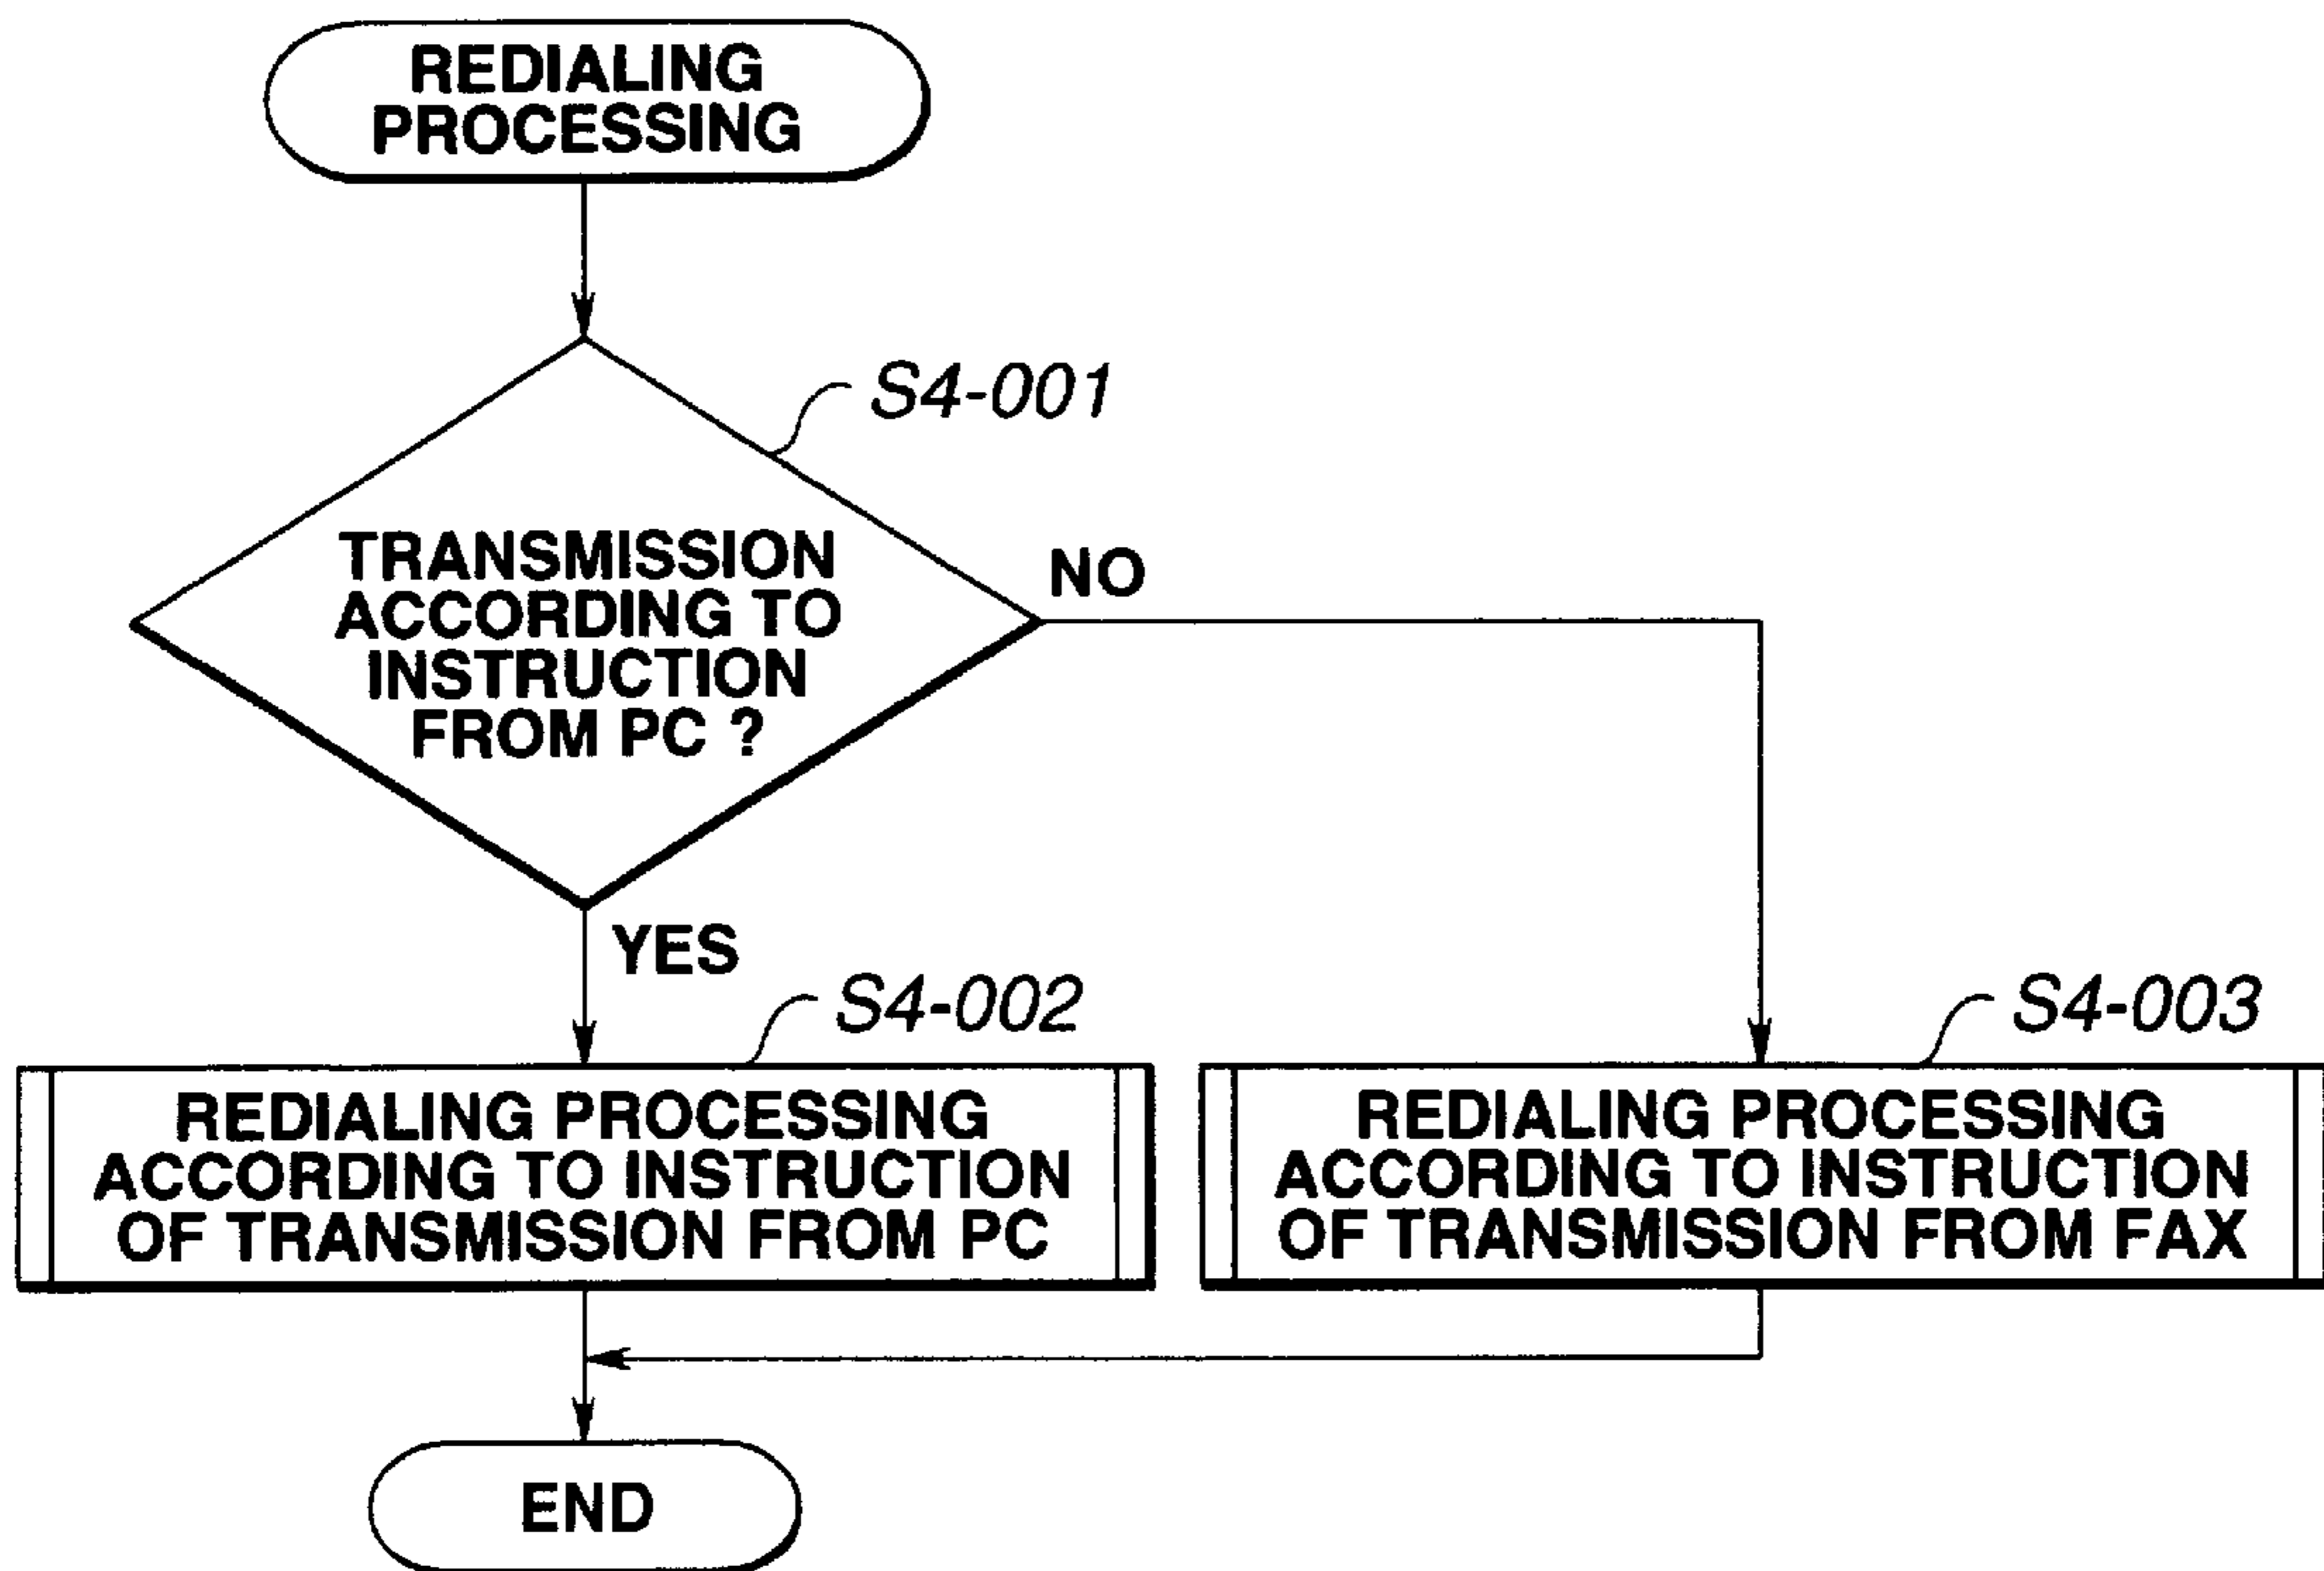 REDIALING
PROCESSING
S4-001
TRANSMISSION
ACCORDING TO
INSTRUCTION
FROM PC ?
NO
YES
S4-002
REDIALING PROCESSING
ACCORDING TO INSTRUCTION
OF TRANSMISSION FROM PC
S4-003
REDIALING PROCESSING
ACCORDING TO INSTRUCTION
OF TRANSMISSION FROM FAX
END